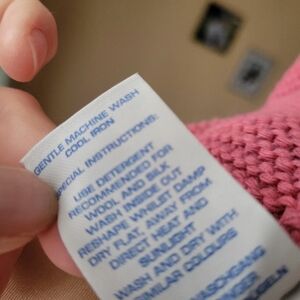 GENTLE MACHINE WASH
COOL IRON
SPECIAL INSTRUCTIONS:
USE DETERGENT
RECOMMENDED FOR
WOOL AND SILK
WASH INSIDE OUT
RESHAPE WHILST DAMP
DRY FLAT, AWAY FROM
DIRECT HEAT AND
SUNLIGHT
WASH AND DRY WITH
SIMILAR COLOURS